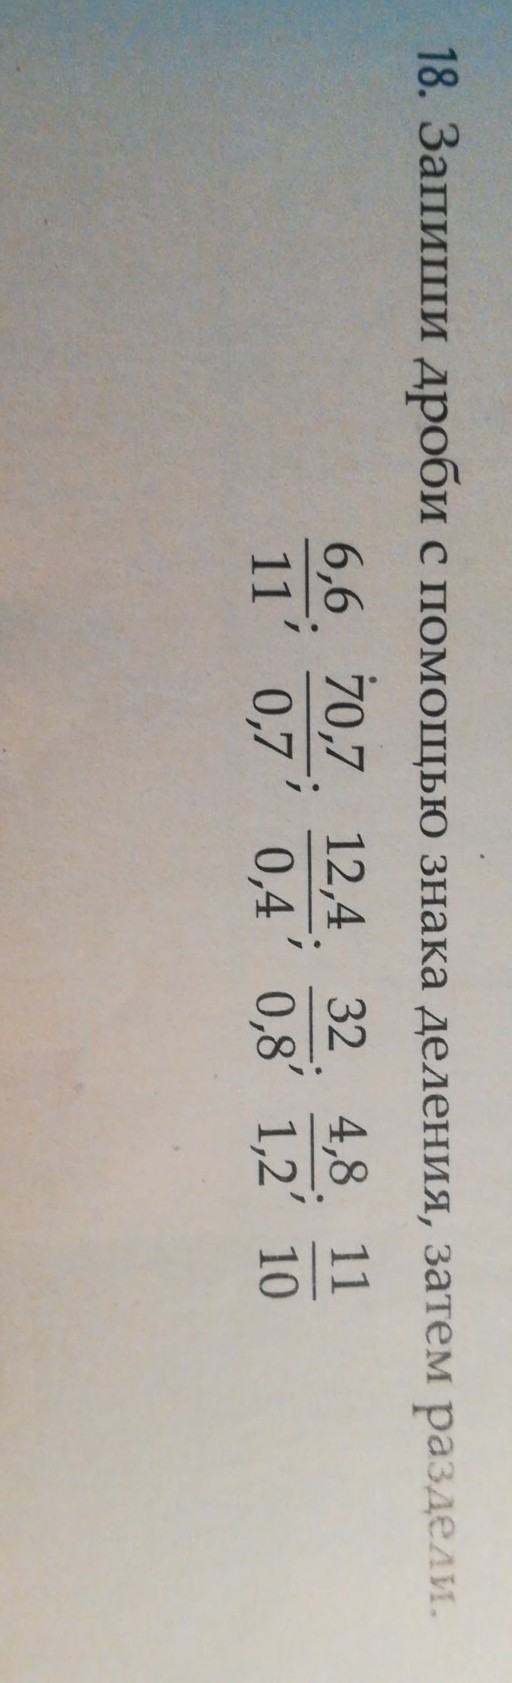 18. Запиши дроби с помощью знака деления, затем раздели.
6,6/11; 70,7/0,7; 12,4/0,4; 32/0,8; 4,8/1,2; 11/10